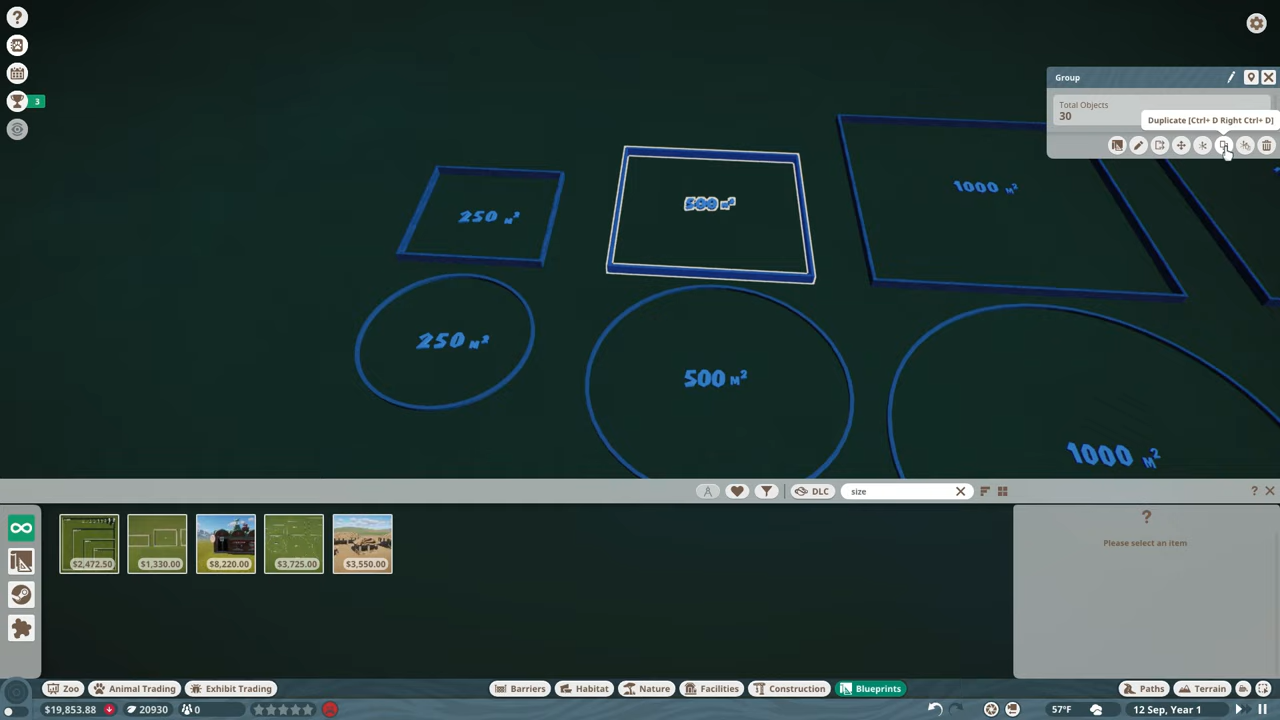 ?
3
Group
Total Objects
30
Duplicate [Ctrl+ D Right Ctrl+ D]
250 M²
500 M²
1000 M²
250 M²
500 M²
1000 M²
DLC
size
?
$2,472.50
$1,330.00
$8,220.00
$3,725.00
$3,550.00
?
Please select an item
Zoo
Animal Trading
Exhibit Trading
Barriers
Habitat
Nature
Facilities
Construction
Blueprints
Paths
Terrain
$19,853.88
20930
0
57°F
12 Sep, Year 1